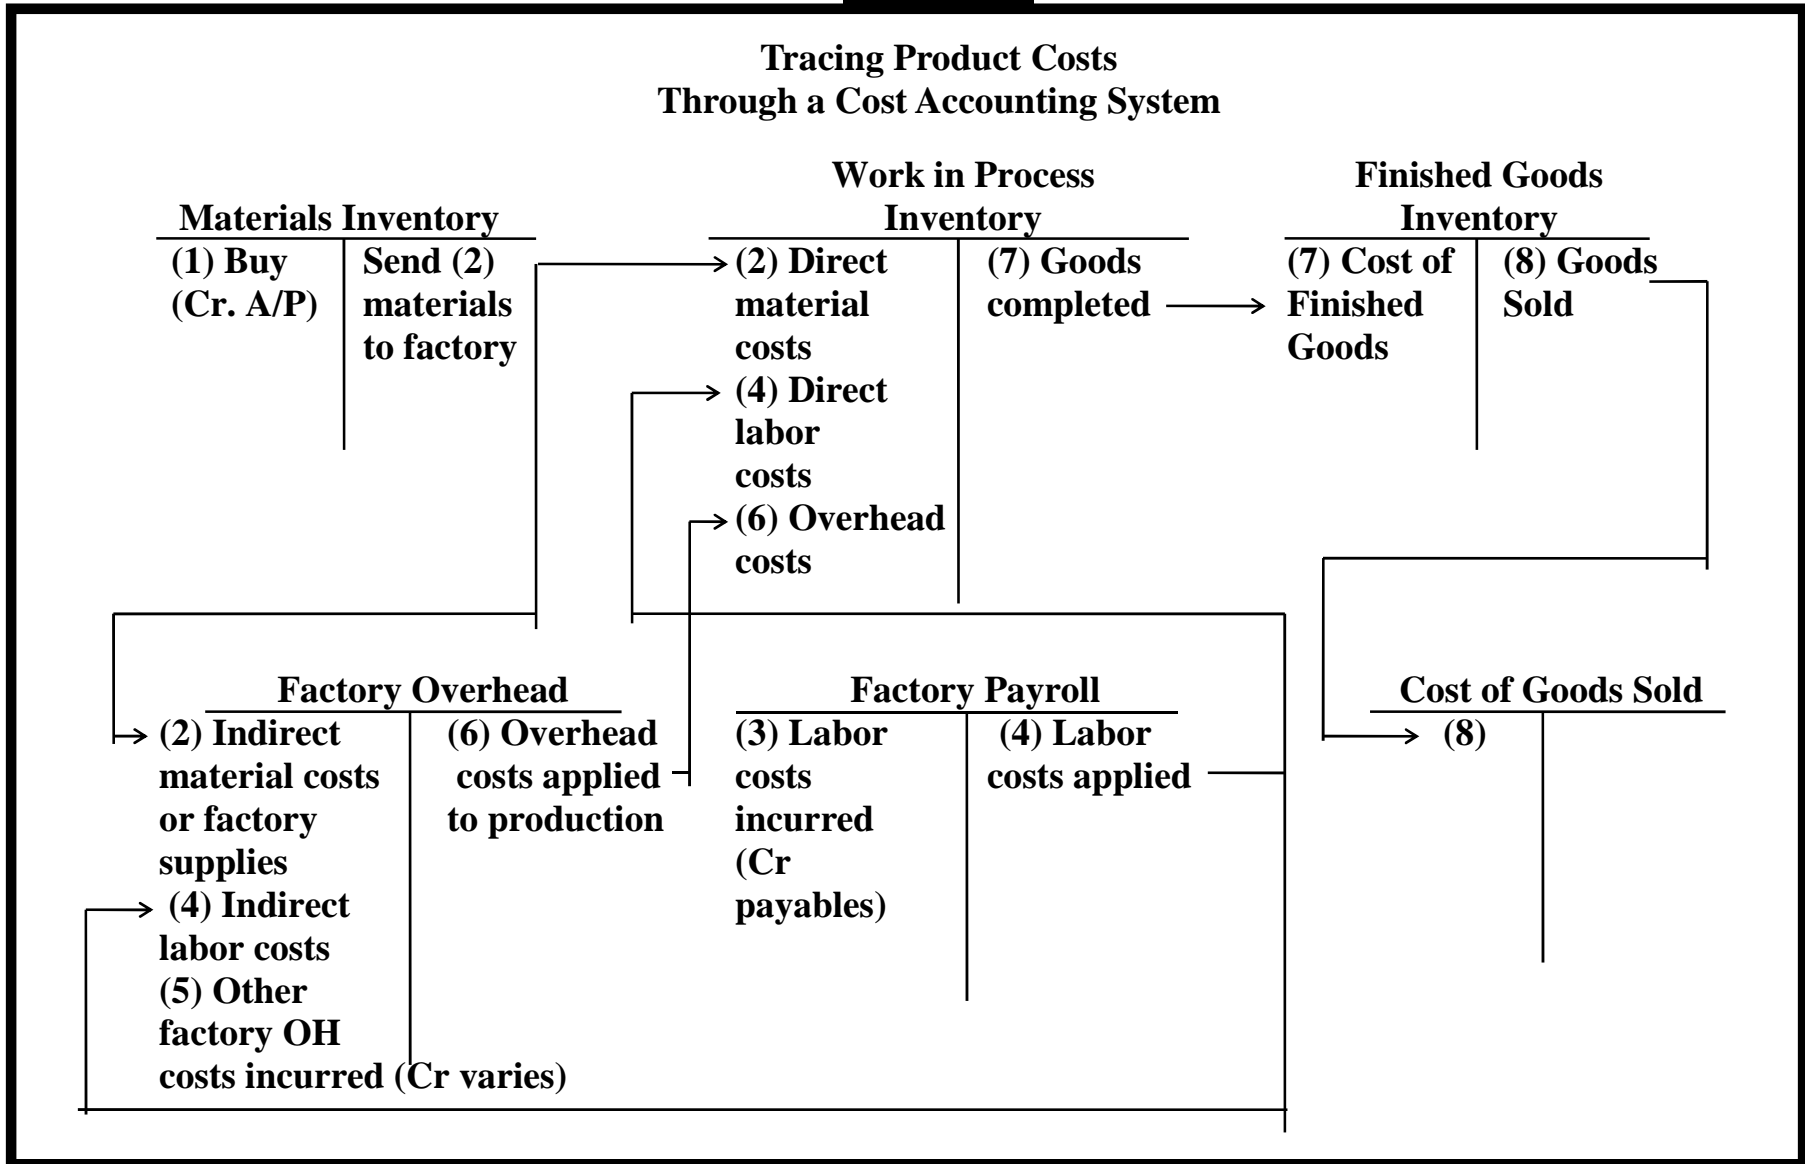 Tracing Product Costs
Through a Cost Accounting System
Materials Inventory
(1) Buy
(Cr. A/P)
Send (2)
materials
to factory
Work in Process
Inventory
(2) Direct
material
costs
(4) Direct
labor
costs
(6) Overhead
costs
(7) Goods
completed
Finished Goods
Inventory
(7) Cost of
Finished
Goods
(8) Goods
Sold
Factory Overhead
(2) Indirect
material costs
or factory
supplies
(4) Indirect
labor costs
(5) Other
factory OH
costs incurred (Cr varies)
(6) Overhead
costs applied
to production
Factory Payroll
(3) Labor
costs
incurred
(Cr
payables)
(4) Labor
costs applied
Cost of Goods Sold
(8)